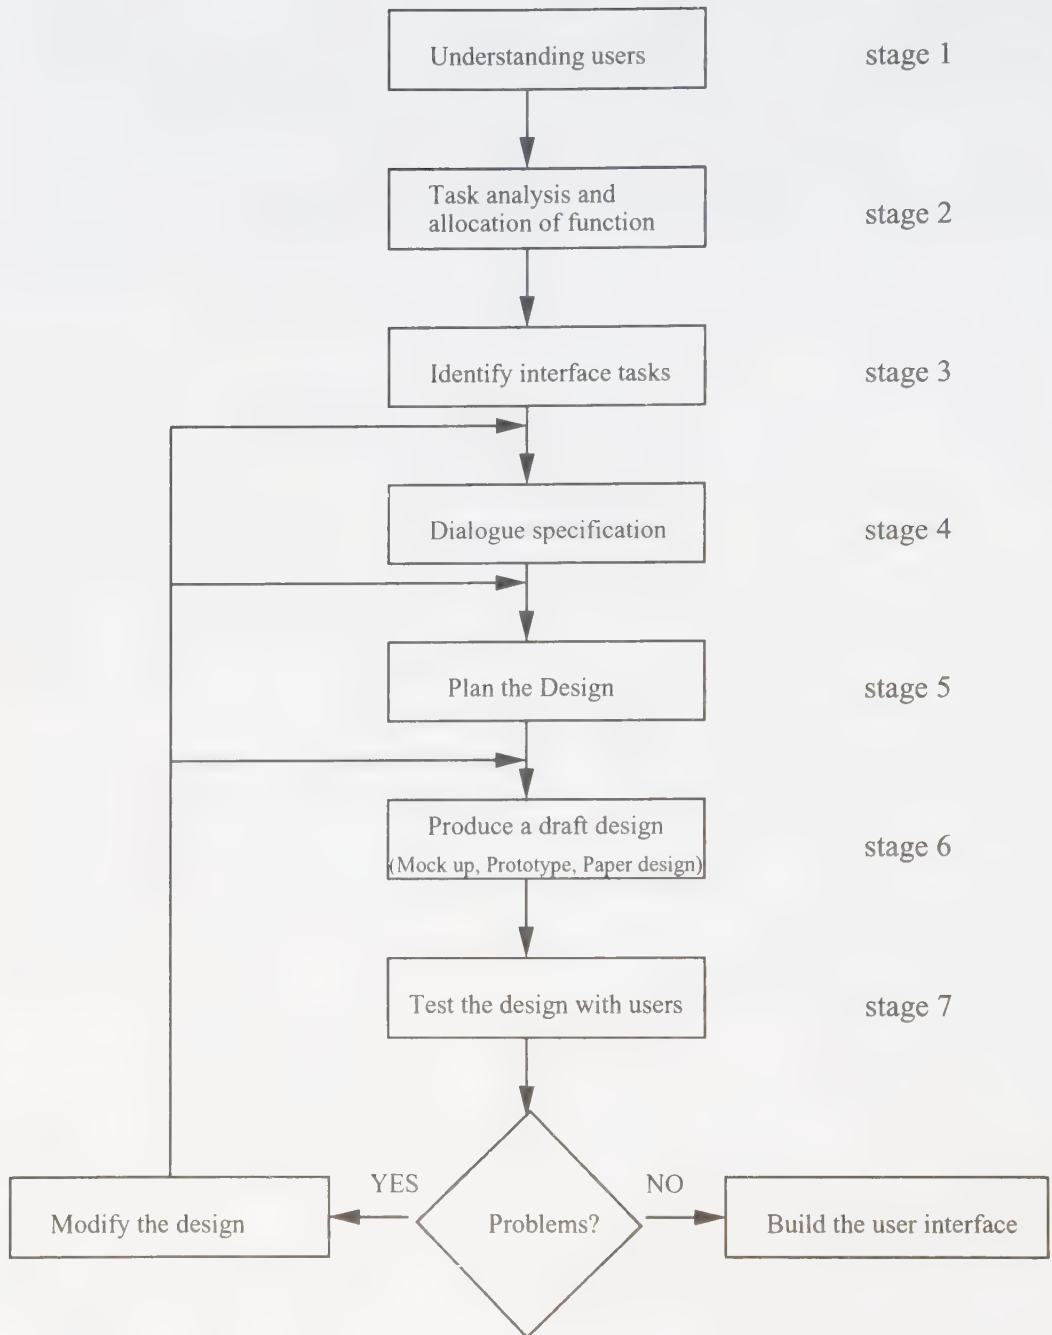 Understanding users
stage 1
Task analysis and
allocation of function
stage 2
Identify interface tasks
stage 3
Dialogue specification
stage 4
Plan the Design
stage 5
Produce a draft design
(Mock up, Prototype, Paper design)
stage 6
Test the design with users
stage 7
YES
NO
Modify the design
Problems?
Build the user interface